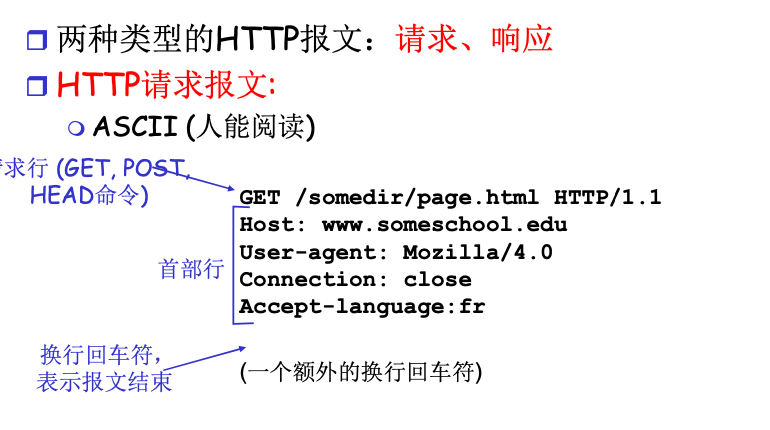 两种类型的HTTP报文：请求、响应
HTTP请求报文:
ASCII (人能阅读)
求行 (GET, POST,
HEAD命令)
GET /somedir/page.html HTTP/1.1
Host: www.someschool.edu
User-agent: Mozilla/4.0
Connection: close
Accept-language:fr
首部行
换行回车符，
表示报文结束
(一个额外的换行回车符)